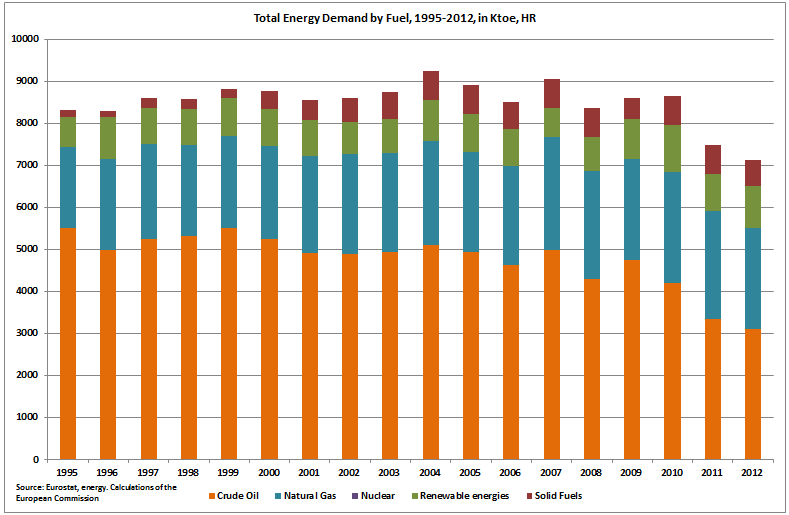 Total Energy Demand by Fuel, 1995-2012, in Ktoe, HR
10000
9000
8000
7000
6000
5000
4000
3000
2000
1000
0
1995 1996 1997 1998 1999 2000 2001 2002 2003 2004 2005 2006 2007 2008 2009 2010 2011 2012
Source: Eurostat, energy. Calculations of the
European Commission
Crude Oil Natural Gas Nuclear Renewable energies Solid Fuels